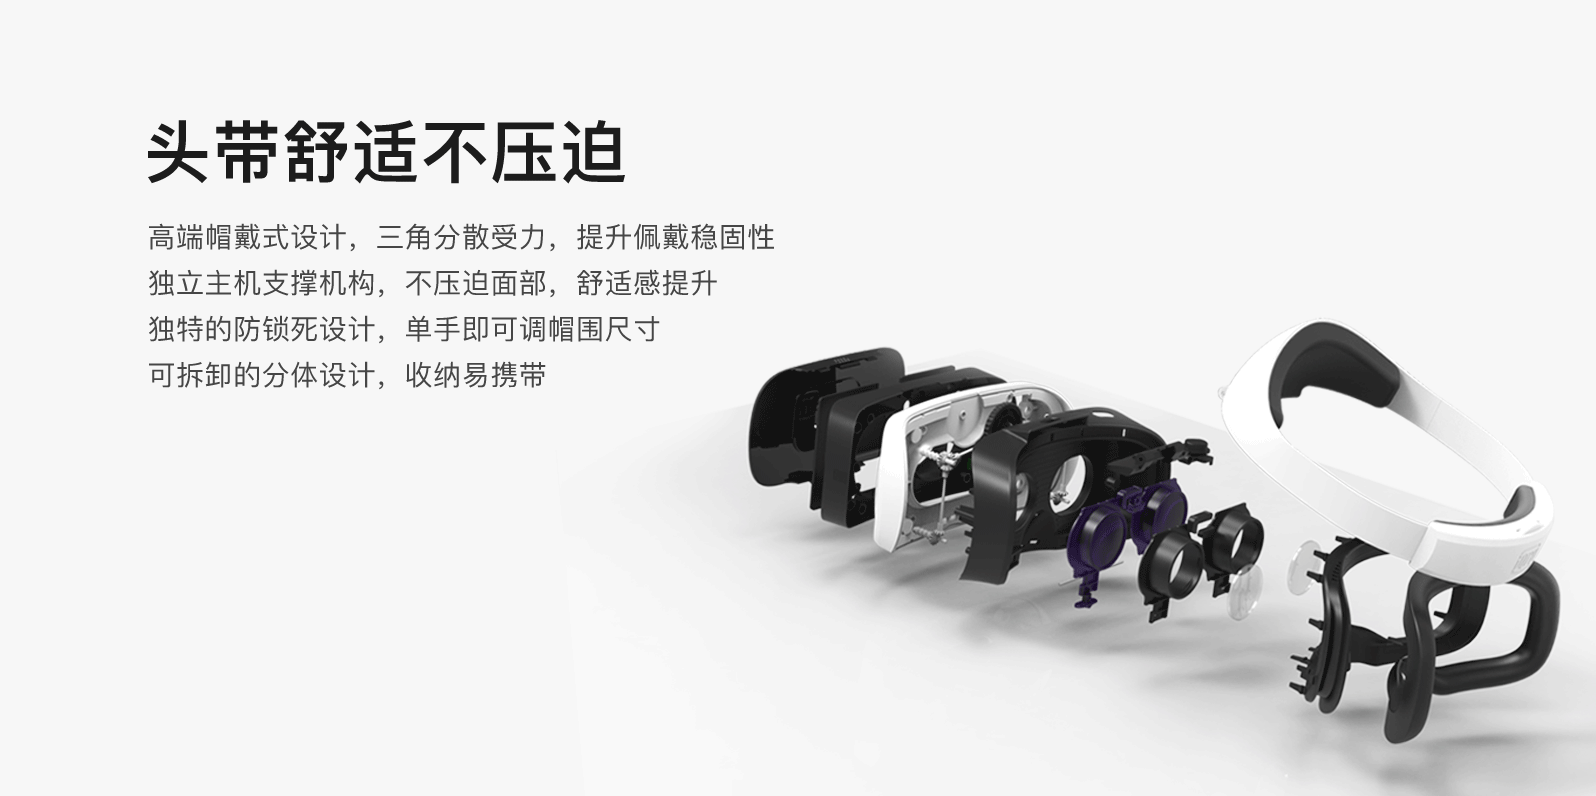 头带舒适不压迫
高端帽戴式设计，三角分散受力，提升佩戴稳固性
独立主机支撑机构，不压迫面部，舒适感提升
独特的防锁死设计，单手即可调帽围尺寸
可拆卸的分体设计，收纳易携带